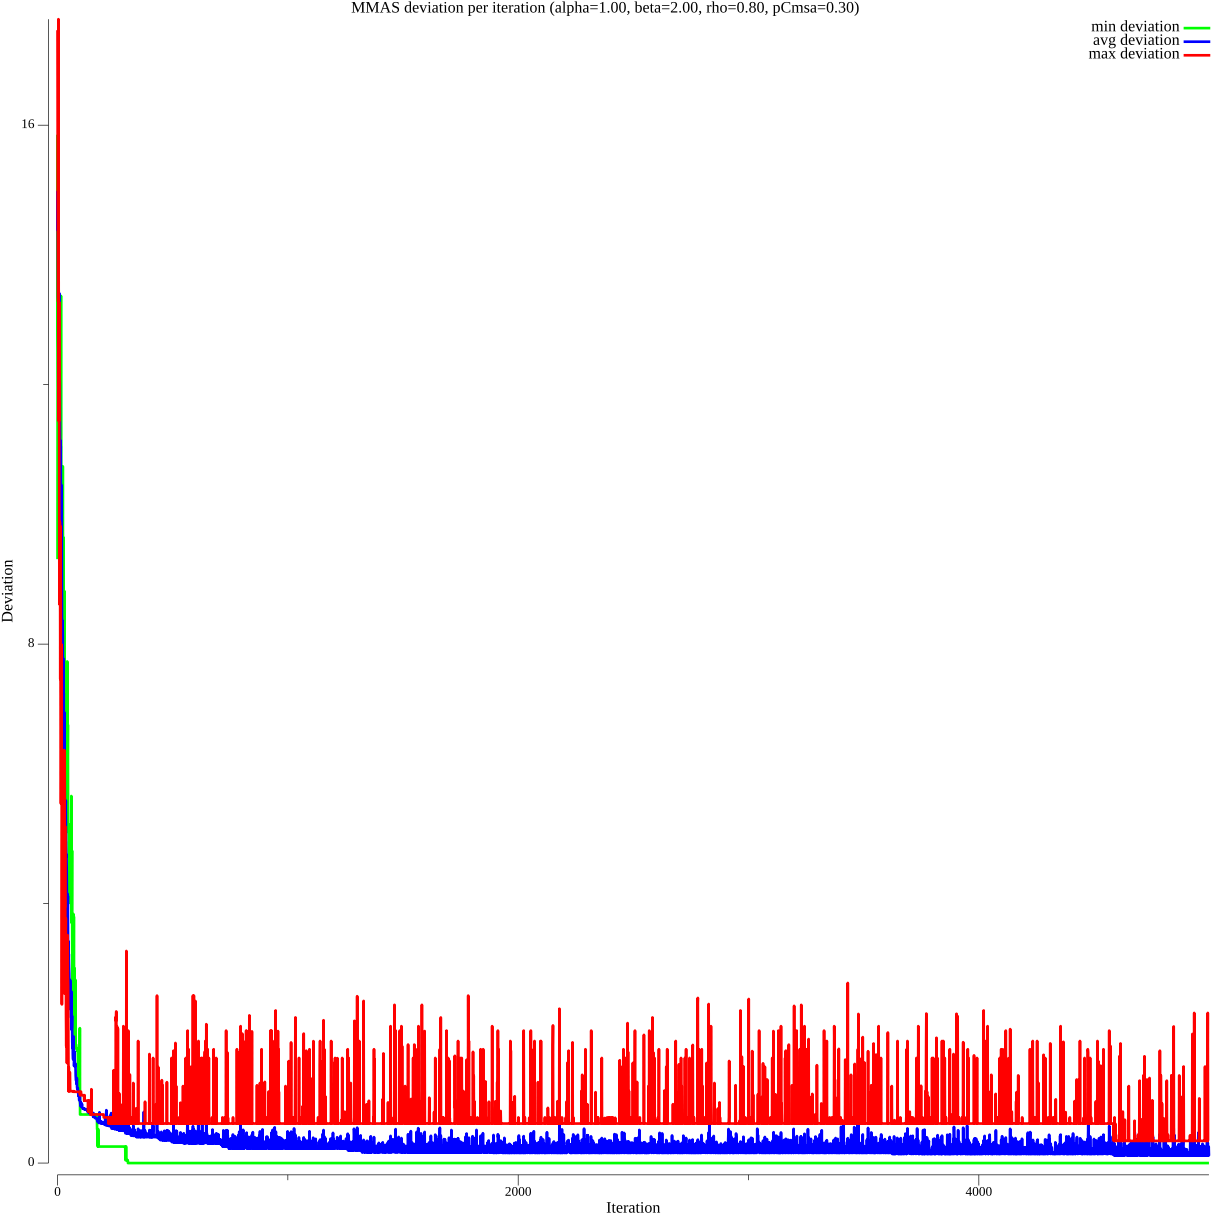 MMAS deviation per iteration (alpha=1.00, beta=2.00, rho=0.80, pCmsa=0.30)
min deviation
avg deviation
max deviation
16
8
0
Deviation
0
2000
4000
Iteration